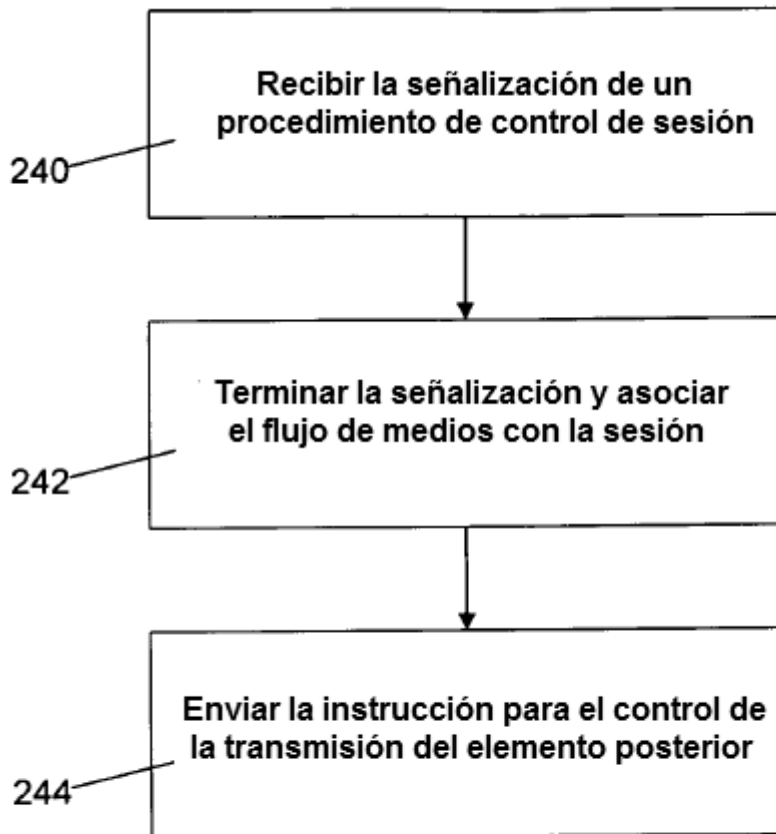 Recibir la señalización de un
procedimiento de control de sesión
240
Terminar la señalización y asociar
el flujo de medios con la sesión
242
Enviar la instrucción para el control de
la transmisión del elemento posterior
244